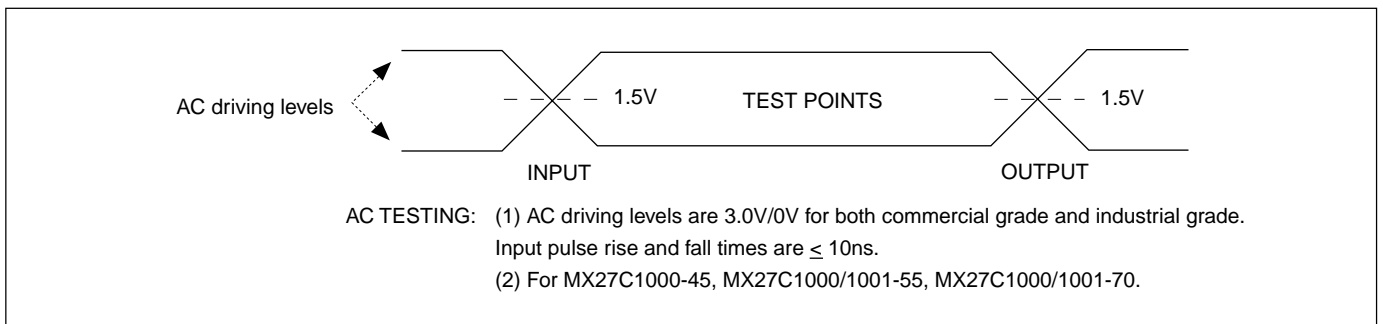 AC driving levels
1.5V
TEST POINTS
1.5V
INPUT
OUTPUT
AC TESTING: (1) AC driving levels are 3.0V/0V for both commercial grade and industrial grade.
Input pulse rise and fall times are < 10ns.
(2) For MX27C1000-45, MX27C1000/1001-55, MX27C1000/1001-70.